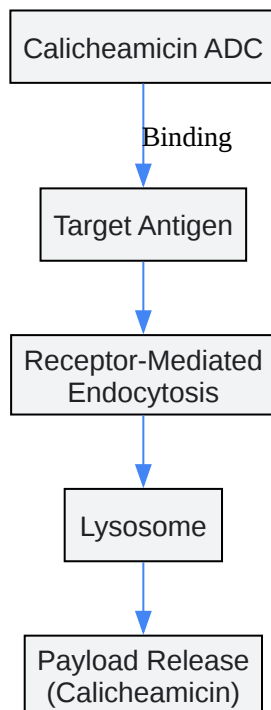 Calicheamicin ADC
Binding
Target Antigen
Receptor-Mediated
Endocytosis
Lysosome
Payload Release
(Calicheamicin)